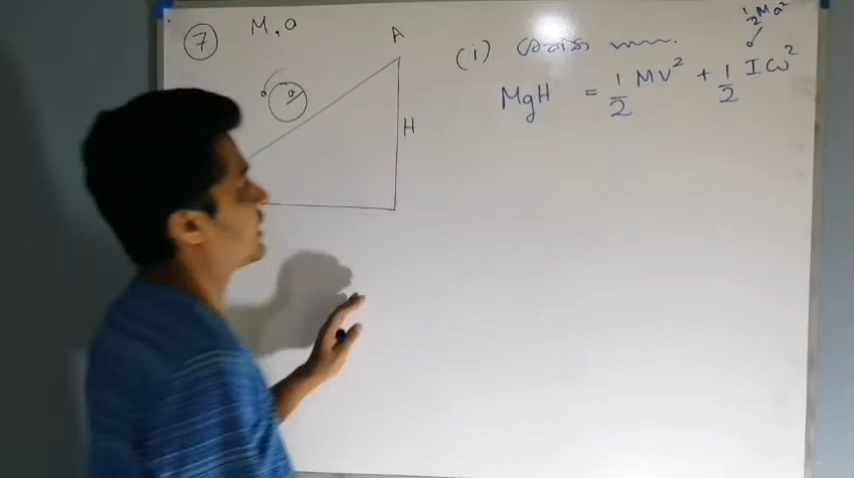 7
M, a
A
a
H
(i)
MgH = 1/2 Mv² + 1/2 Iω²
1/2 Ma²